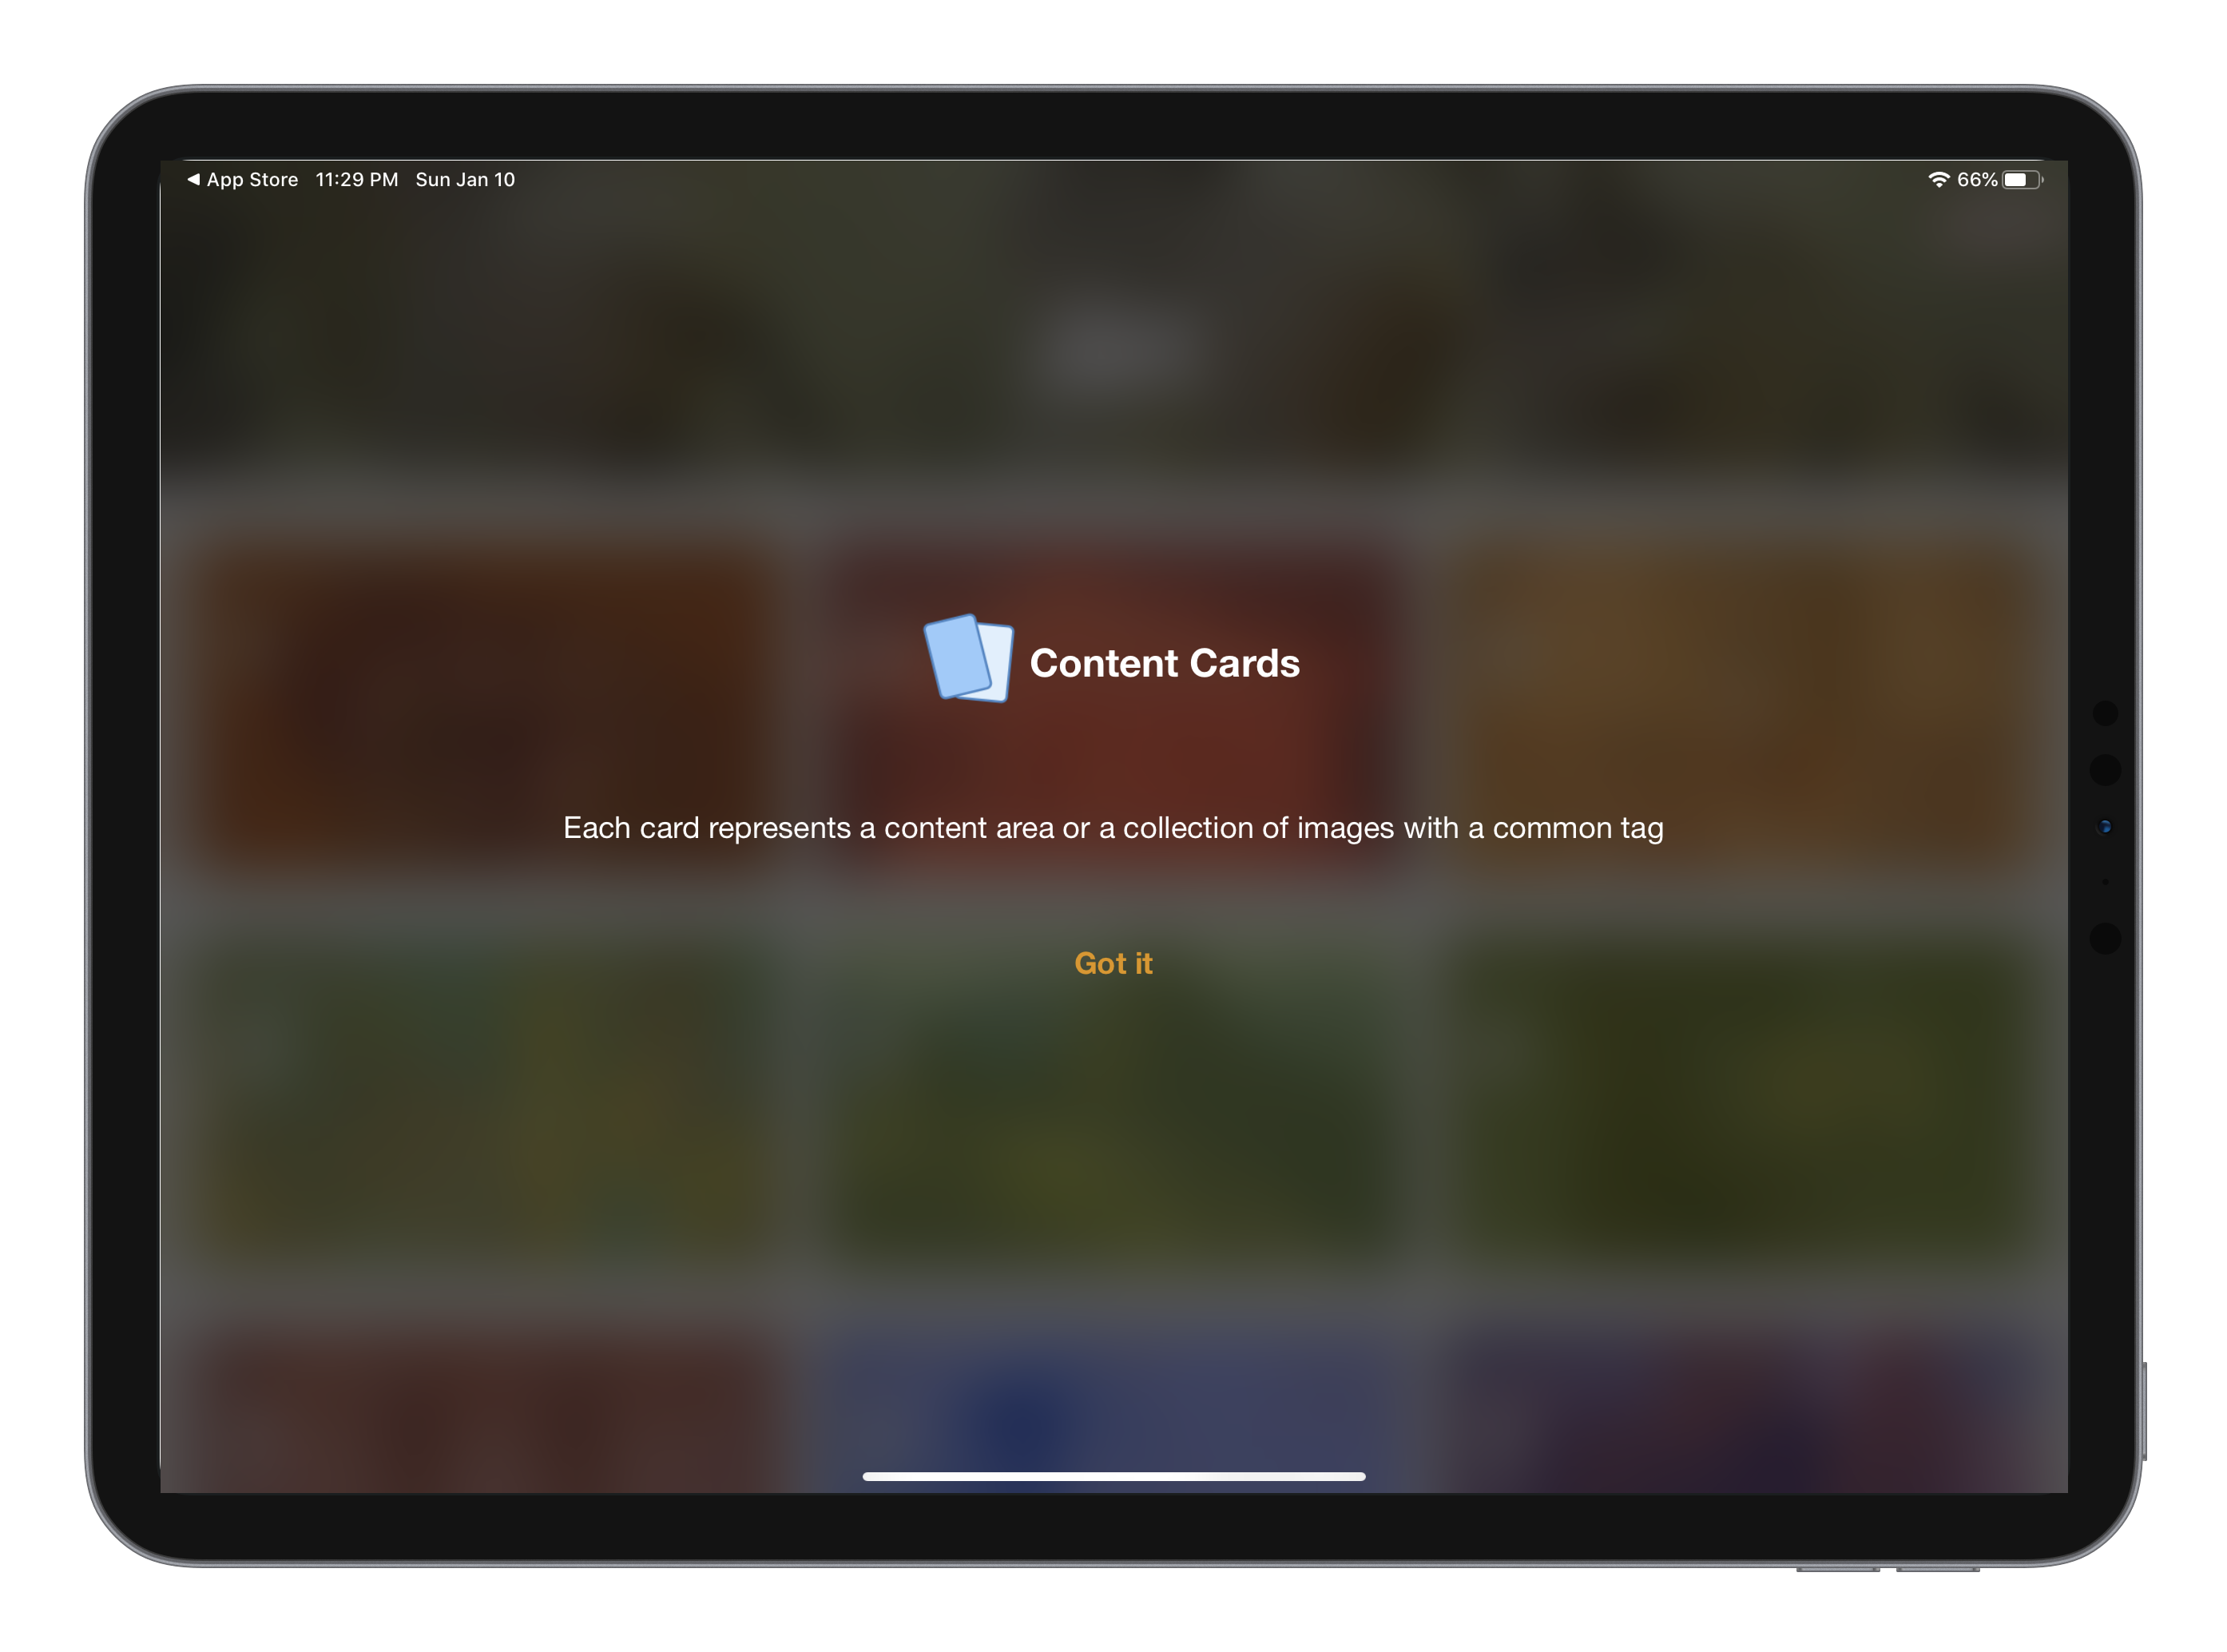 App Store 11:29 PM Sun Jan 10 66%
Content Cards
Each card represents a content area or a collection of images with a common tag
Got it